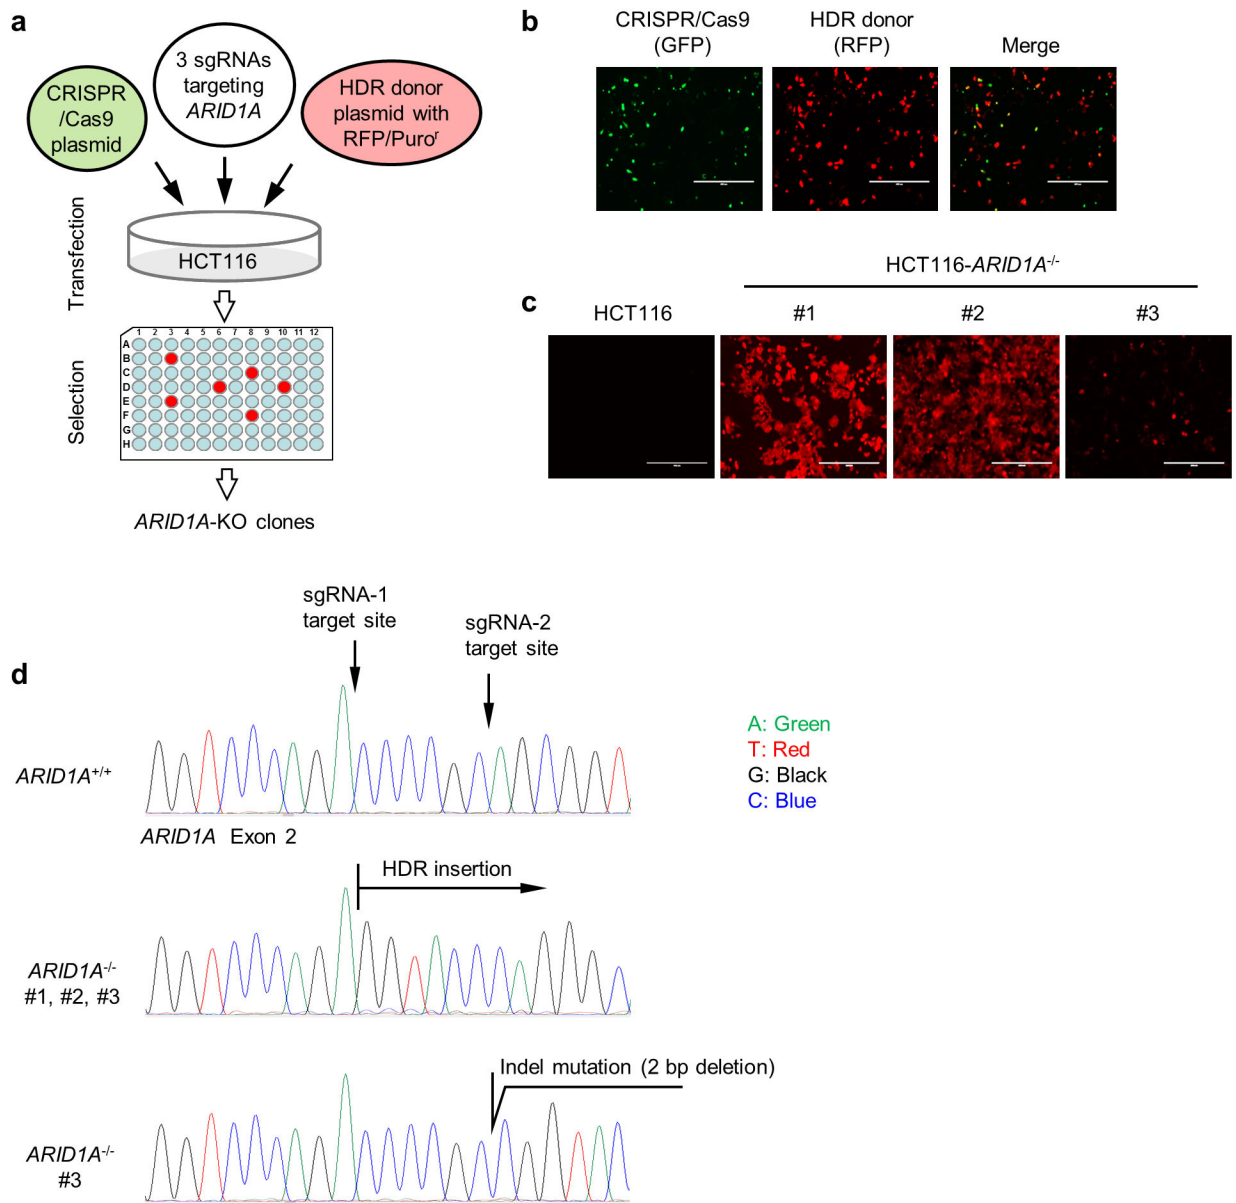 a
CRISPR
/Cas9
plasmid
3 sgRNAs
targeting
ARID1A
HDR donor
plasmid with
RFP/Puroʳ
Transfection
HCT116
Selection
1 2 3 4 5 6 7 8 9 10 11 12
A
B
C
D
E
F
G
H
ARID1A-KO clones
b
CRISPR/Cas9
(GFP)
HDR donor
(RFP)
Merge
c
HCT116-ARID1A⁻/⁻
HCT116
#1
#2
#3
d
sgRNA-1
target site
sgRNA-2
target site
ARID1A⁺/⁺
A: Green
T: Red
G: Black
C: Blue
ARID1A Exon 2
HDR insertion
ARID1A⁻/⁻
#1, #2, #3
Indel mutation (2 bp deletion)
ARID1A⁻/⁻
#3